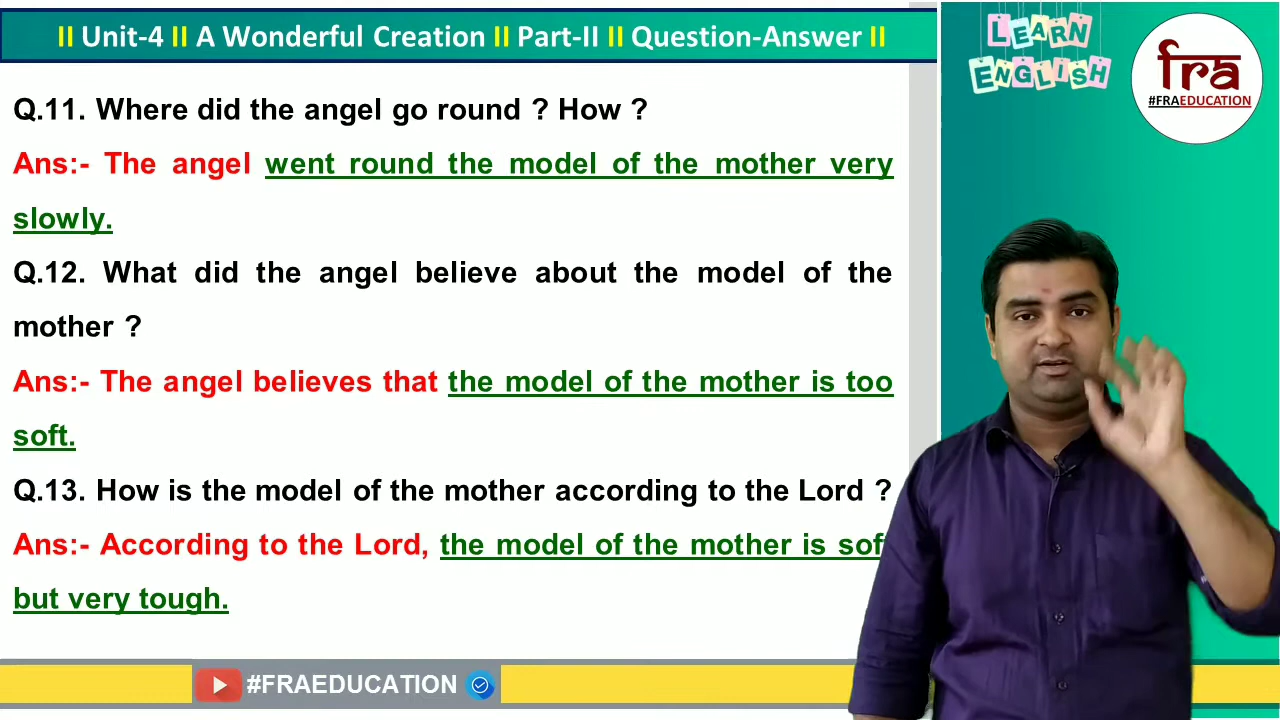 II Unit-4 II A Wonderful Creation II Part-II II Question-Answer II
LEARN
ENGLISH
fra
#FRAEDUCATION
Q.11. Where did the angel go round ? How ?
Ans:- The angel went round the model of the mother very
slowly.
Q.12. What did the angel believe about the model of the
mother ?
Ans:- The angel believes that the model of the mother is too
soft.
Q.13. How is the model of the mother according to the Lord ?
Ans:- According to the Lord, the model of the mother is sof
but very tough.
#FRAEDUCATION